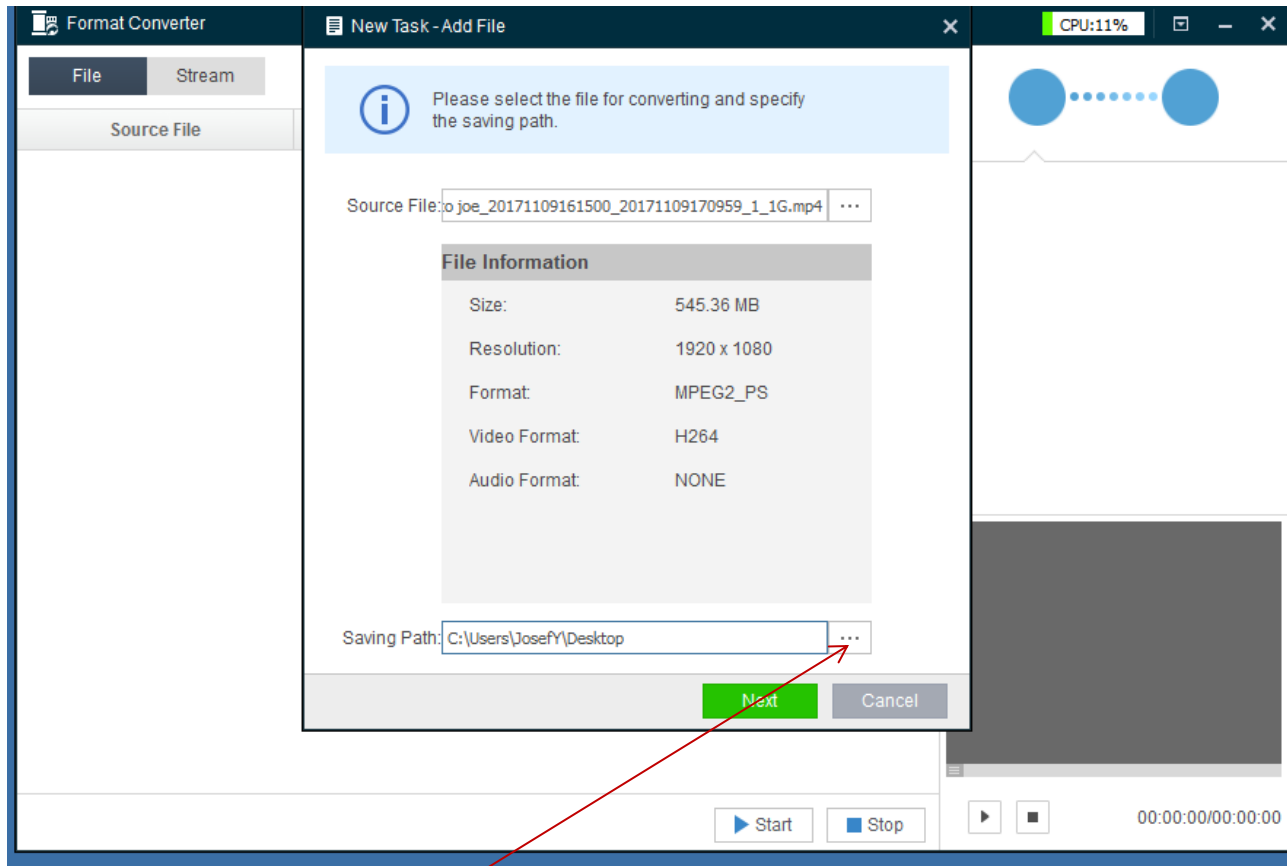 Format Converter
New Task - Add File
CPU:11%
File
Stream
Please select the file for converting and specify
the saving path.
Source File
Source File:
to joe_20171109161500_20171109170959_1_1G.mp4
...
File Information
Size: 545.36 MB
Resolution: 1920 x 1080
Format: MPEG2_PS
Video Format: H264
Audio Format: NONE
Saving Path: C:\Users\JosefY\Desktop
...
Next
Cancel
Start
Stop
00:00:00/00:00:00